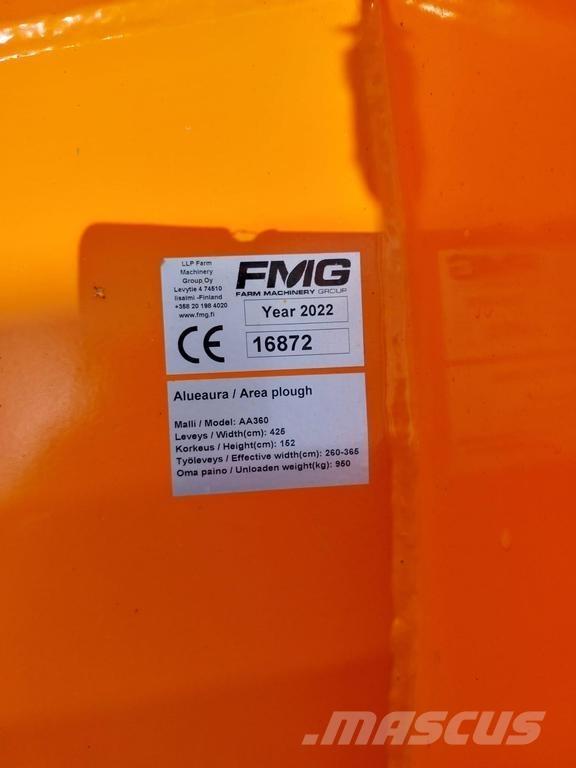 LLP Farm
Machinery
Group Oy
Levytie 4 74510
Iisalmi -Finland
+358 20 198 4020
www.fmg.fi
FMG
FARM MACHINERY GROUP
Year 2022
CE
16872
Alueaura / Area plough
Malli / Model: AA360
Leveys / Width(cm): 425
Korkeus / Height(cm): 152
Työleveys / Effective width(cm): 260-365
Oma paino / Unloaden weight(kg): 950
MASCUS